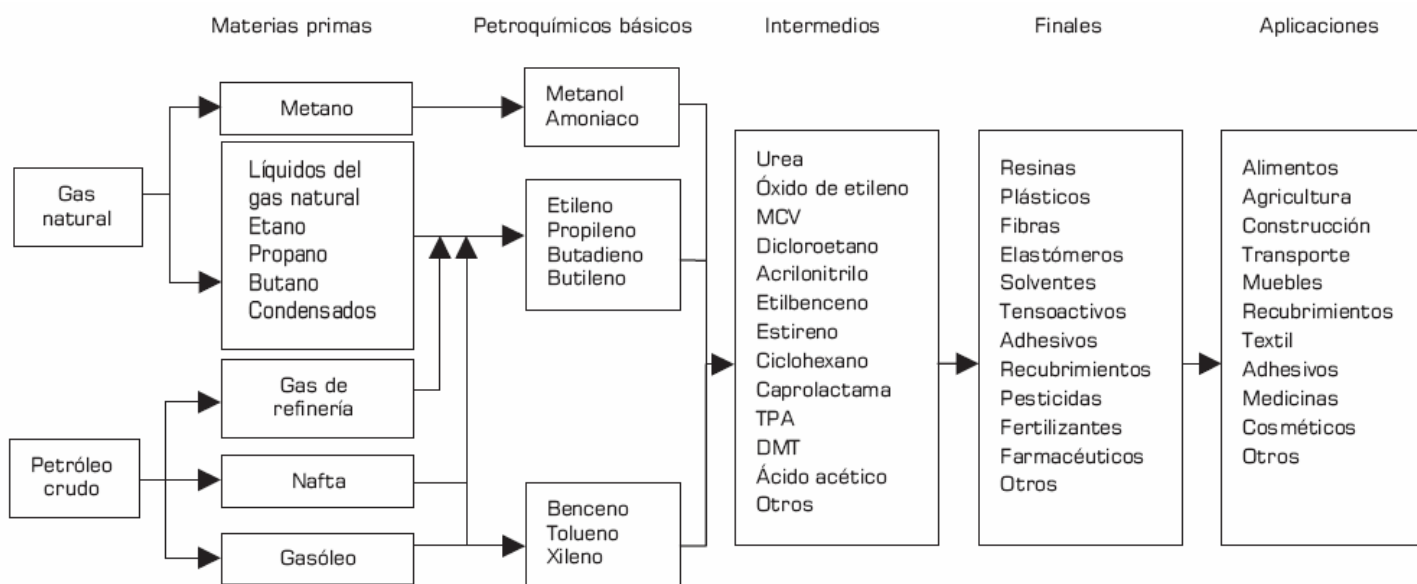 Materias primas
Petroquímicos básicos
Intermedios
Finales
Aplicaciones
Gas
natural
Petróleo
crudo
Metano
Líquidos del
gas natural
Etano
Propano
Butano
Condensados
Gas de
refinería
Nafta
Gasóleo
Metanol
Amoniaco
Etileno
Propileno
Butadieno
Butileno
Benceno
Tolueno
Xileno
Urea
Óxido de etileno
MCV
Dicloroetano
Acrilonitrilo
Etilbenceno
Estireno
Ciclohexano
Caprolactama
TPA
DMT
Ácido acético
Otros
Resinas
Plásticos
Fibras
Elastómeros
Solventes
Tensoactivos
Adhesivos
Recubrimientos
Pesticidas
Fertilizantes
Farmacéuticos
Otros
Alimentos
Agricultura
Construcción
Transporte
Muebles
Recubrimientos
Textil
Adhesivos
Medicinas
Cosméticos
Otros